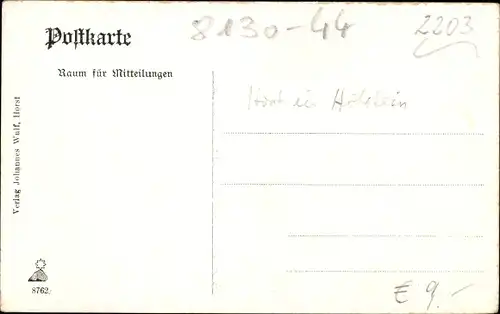 Postkarte
8130-44
2203
Raum für Mitteilungen
Horst in Holstein
Verlag Johannes Wulf, Horst
8762.
€ 9,-